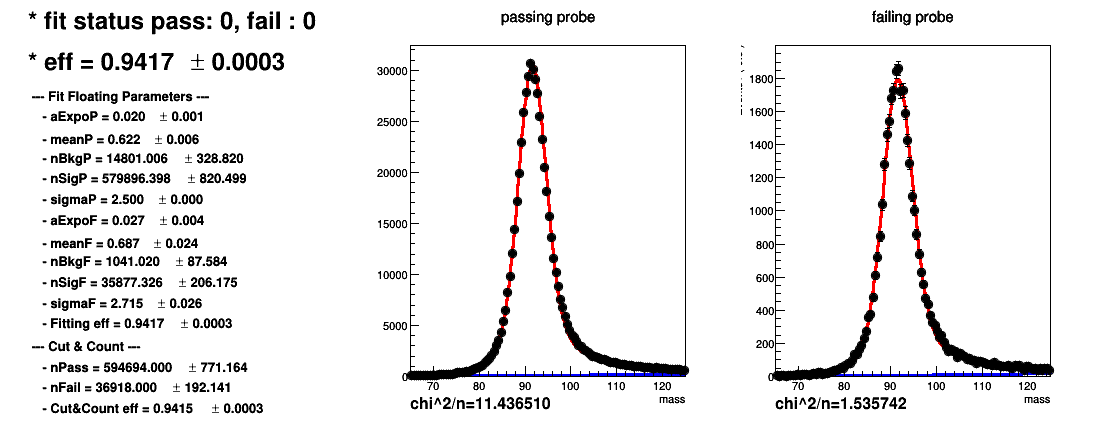 * fit status pass: 0, fail : 0
* eff = 0.9417 ± 0.0003
--- Fit Floating Parameters ---
- aExpoP = 0.020 ± 0.001
- meanP = 0.622 ± 0.006
- nBkgP = 14801.006 ± 328.820
- nSigP = 579896.398 ± 820.499
- sigmaP = 2.500 ± 0.000
- aExpoF = 0.027 ± 0.004
- meanF = 0.687 ± 0.024
- nBkgF = 1041.020 ± 87.584
- nSigF = 35877.326 ± 206.175
- sigmaF = 2.715 ± 0.026
- Fitting eff = 0.9417 ± 0.0003
--- Cut & Count ---
- nPass = 594694.000 ± 771.164
- nFail = 36918.000 ± 192.141
- Cut&Count eff = 0.9415 ± 0.0003
passing probe
30000
25000
20000
15000
10000
5000
0
70 80 90 100 110 120
mass
chi^2/n=11.436510
failing probe
1800
1600
1400
1200
1000
800
600
400
200
0
70 80 90 100 110 120
mass
chi^2/n=1.535742